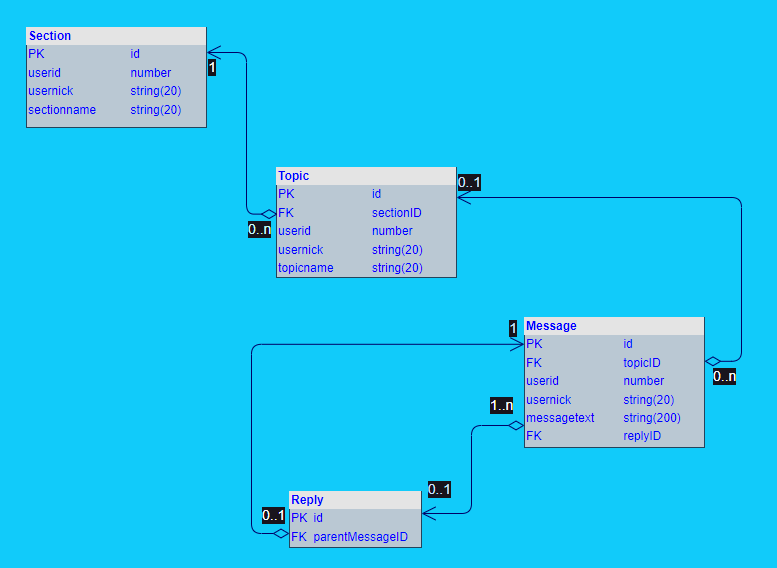 Section
PK id
userid number
usernick string(20)
sectionname string(20)
1
Topic
PK id
FK sectionID
userid number
usernick string(20)
topicname string(20)
0..n
0..1
Message
PK id
FK topicID
userid number
usernick string(20)
messagetext string(200)
FK replyID
1
0..n
1..n
Reply
PK id
FK parentMessageID
0..1
0..1